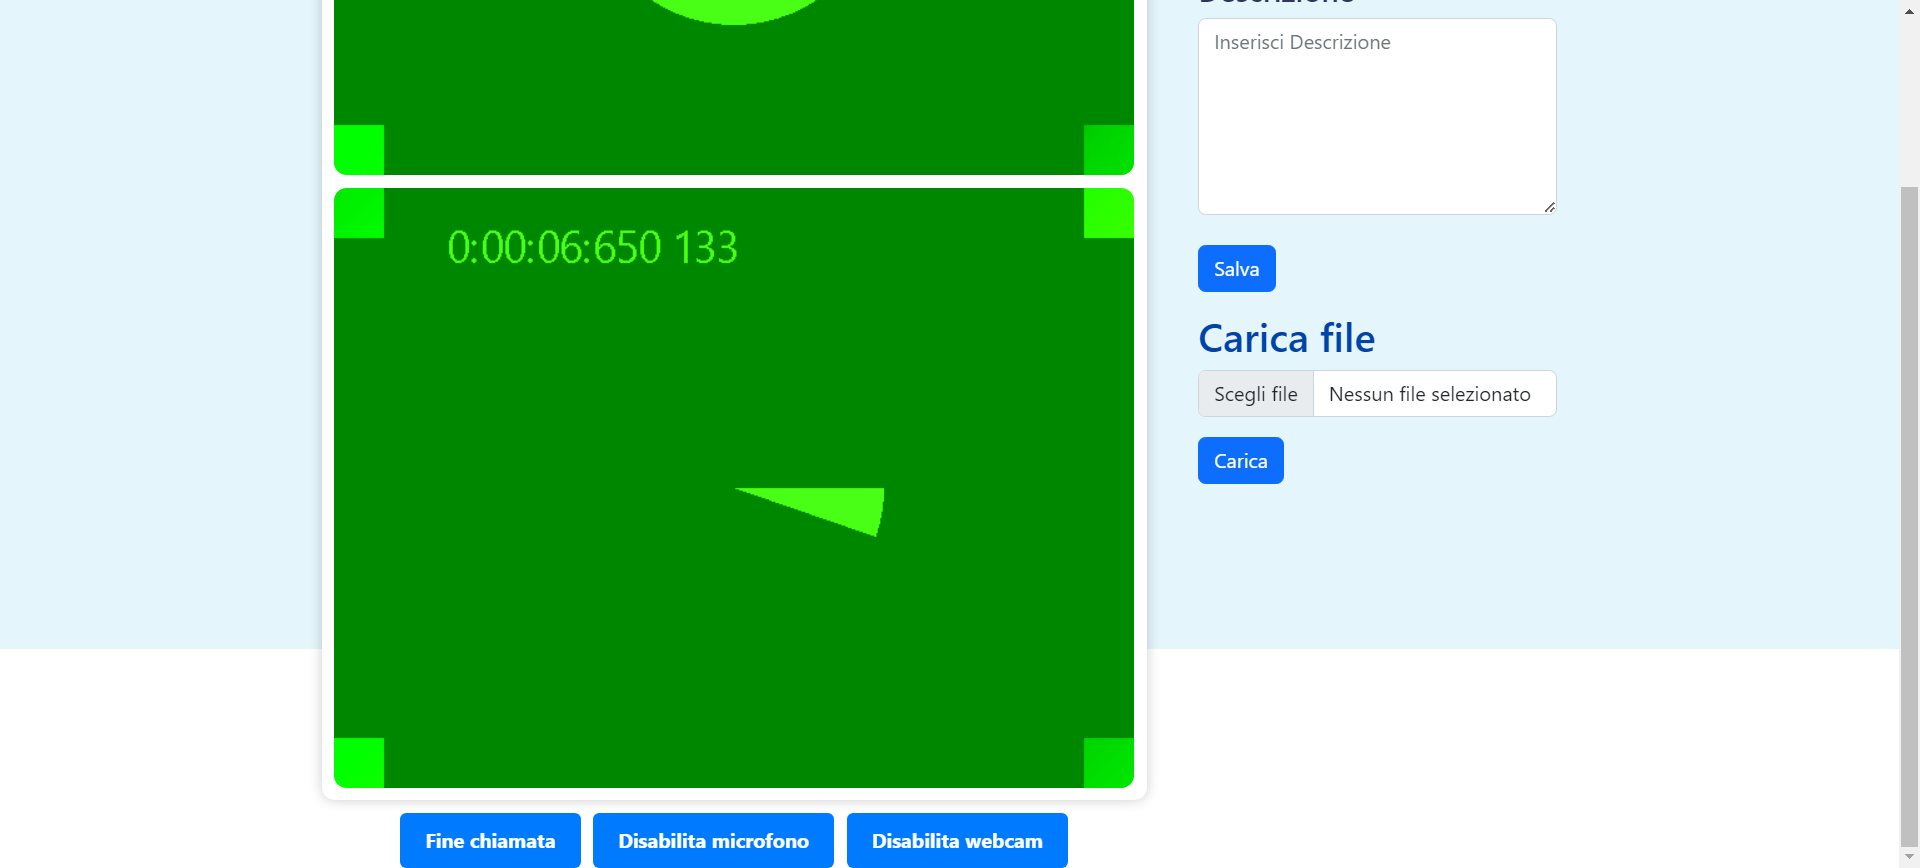 0:00:06:650 133
Fine chiamata
Disabilita microfono
Disabilita webcam
Descrizione
Inserisci Descrizione
Salva
Carica file
Scegli file
Nessun file selezionato
Carica